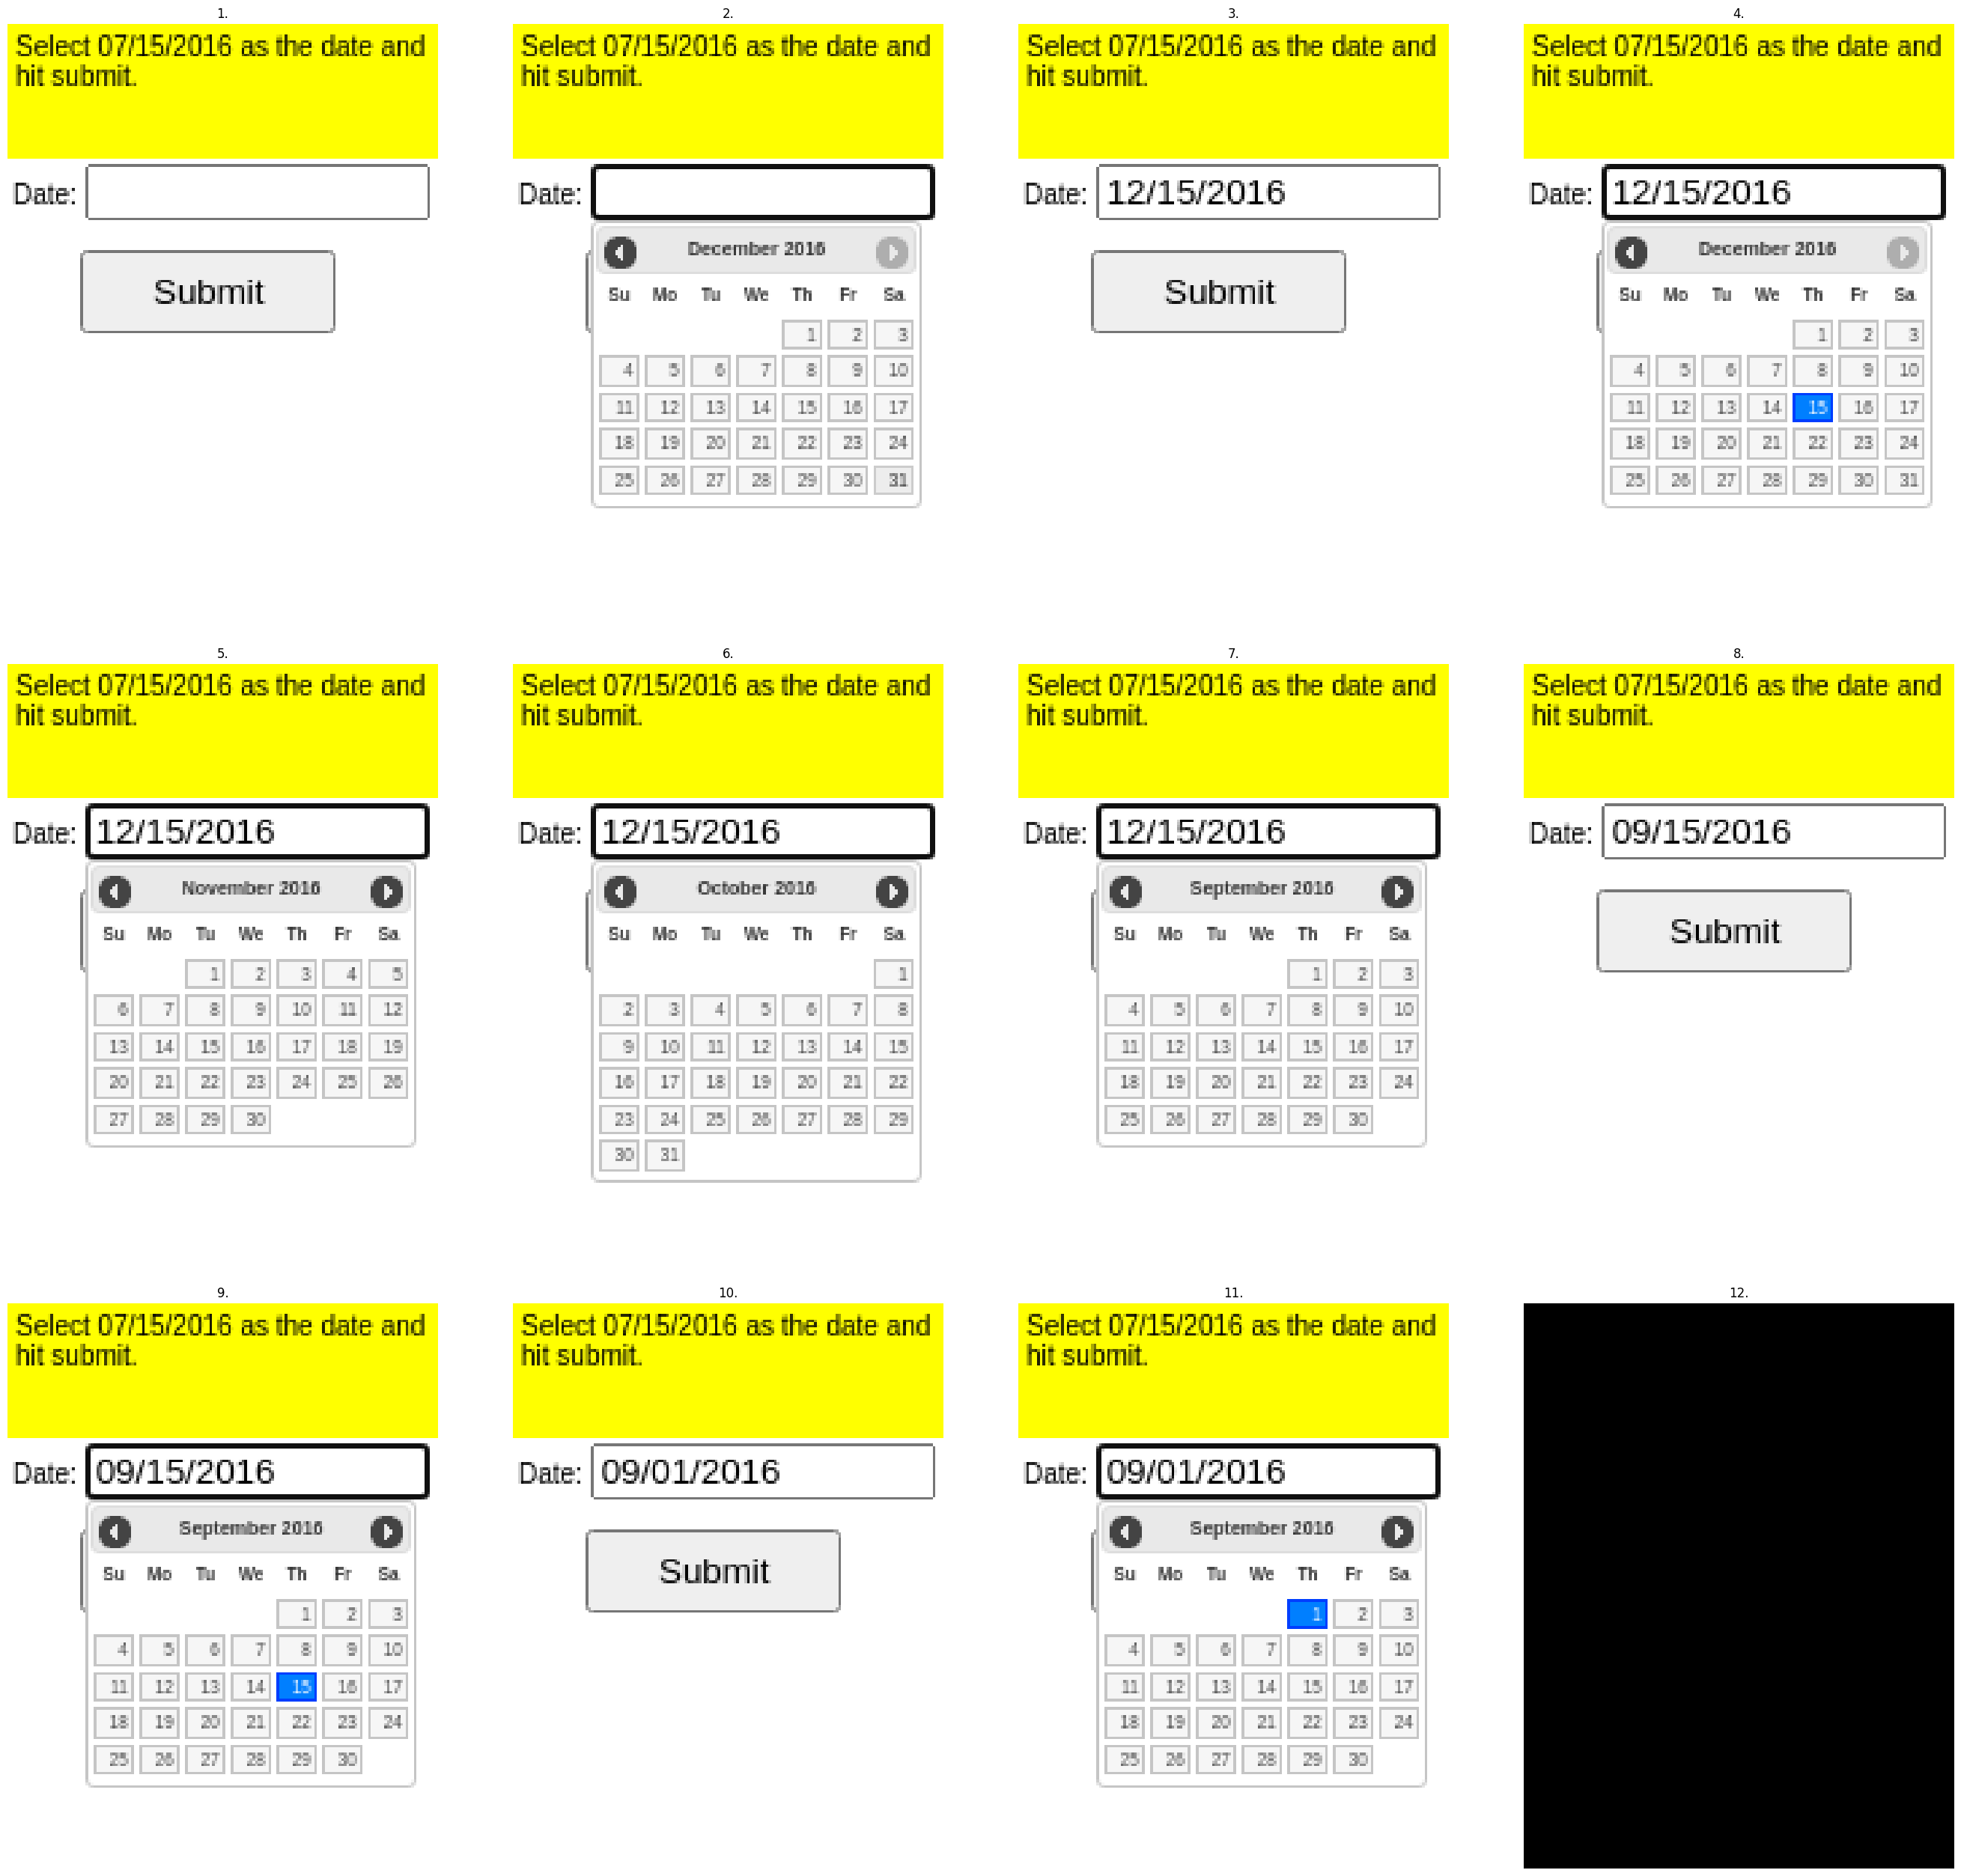 1.
Select 07/15/2016 as the date and
hit submit.
Date:
Submit
2.
Select 07/15/2016 as the date and
hit submit.
Date:
December 2016
Su Mo Tu We Th Fr Sa
1 2 3
4 5 6 7 8 9 10
11 12 13 14 15 16 17
18 19 20 21 22 23 24
25 26 27 28 29 30 31
3.
Select 07/15/2016 as the date and
hit submit.
Date: 12/15/2016
Submit
4.
Select 07/15/2016 as the date and
hit submit.
Date: 12/15/2016
December 2016
Su Mo Tu We Th Fr Sa
1 2 3
4 5 6 7 8 9 10
11 12 13 14 15 16 17
18 19 20 21 22 23 24
25 26 27 28 29 30 31
5.
Select 07/15/2016 as the date and
hit submit.
Date: 12/15/2016
November 2016
Su Mo Tu We Th Fr Sa
1 2 3 4 5
6 7 8 9 10 11 12
13 14 15 16 17 18 19
20 21 22 23 24 25 26
27 28 29 30
6.
Select 07/15/2016 as the date and
hit submit.
Date: 12/15/2016
October 2016
Su Mo Tu We Th Fr Sa
1
2 3 4 5 6 7 8
9 10 11 12 13 14 15
16 17 18 19 20 21 22
23 24 25 26 27 28 29
30 31
7.
Select 07/15/2016 as the date and
hit submit.
Date: 12/15/2016
September 2016
Su Mo Tu We Th Fr Sa
1 2 3
4 5 6 7 8 9 10
11 12 13 14 15 16 17
18 19 20 21 22 23 24
25 26 27 28 29 30
8.
Select 07/15/2016 as the date and
hit submit.
Date: 09/15/2016
Submit
9.
Select 07/15/2016 as the date and
hit submit.
Date: 09/15/2016
September 2016
Su Mo Tu We Th Fr Sa
1 2 3
4 5 6 7 8 9 10
11 12 13 14 15 16 17
18 19 20 21 22 23 24
25 26 27 28 29 30
10.
Select 07/15/2016 as the date and
hit submit.
Date: 09/01/2016
Submit
11.
Select 07/15/2016 as the date and
hit submit.
Date: 09/01/2016
September 2016
Su Mo Tu We Th Fr Sa
1 2 3
4 5 6 7 8 9 10
11 12 13 14 15 16 17
18 19 20 21 22 23 24
25 26 27 28 29 30
12.